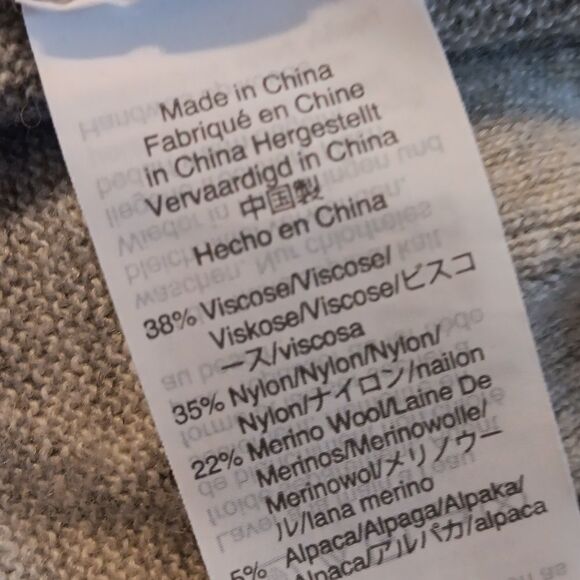 Made in China
Fabriqué en Chine
in China Hergestellt
Vervaardigd in China
中国製
Hecho en China
38% Viscose/Viscose/
Viskose/Viscose/ビスコ
ース/viscosa
35% Nylon/Nylon/Nylon/
Nylon/ナイロン/nailon
22% Merino Wool/Laine De
Merinos/Merinowolle/
Merinowol/メリノウー
ル/lana merino
5% Alpaca/Alpaga/Alpaka/
Alpaca/アルパカ/alpaca